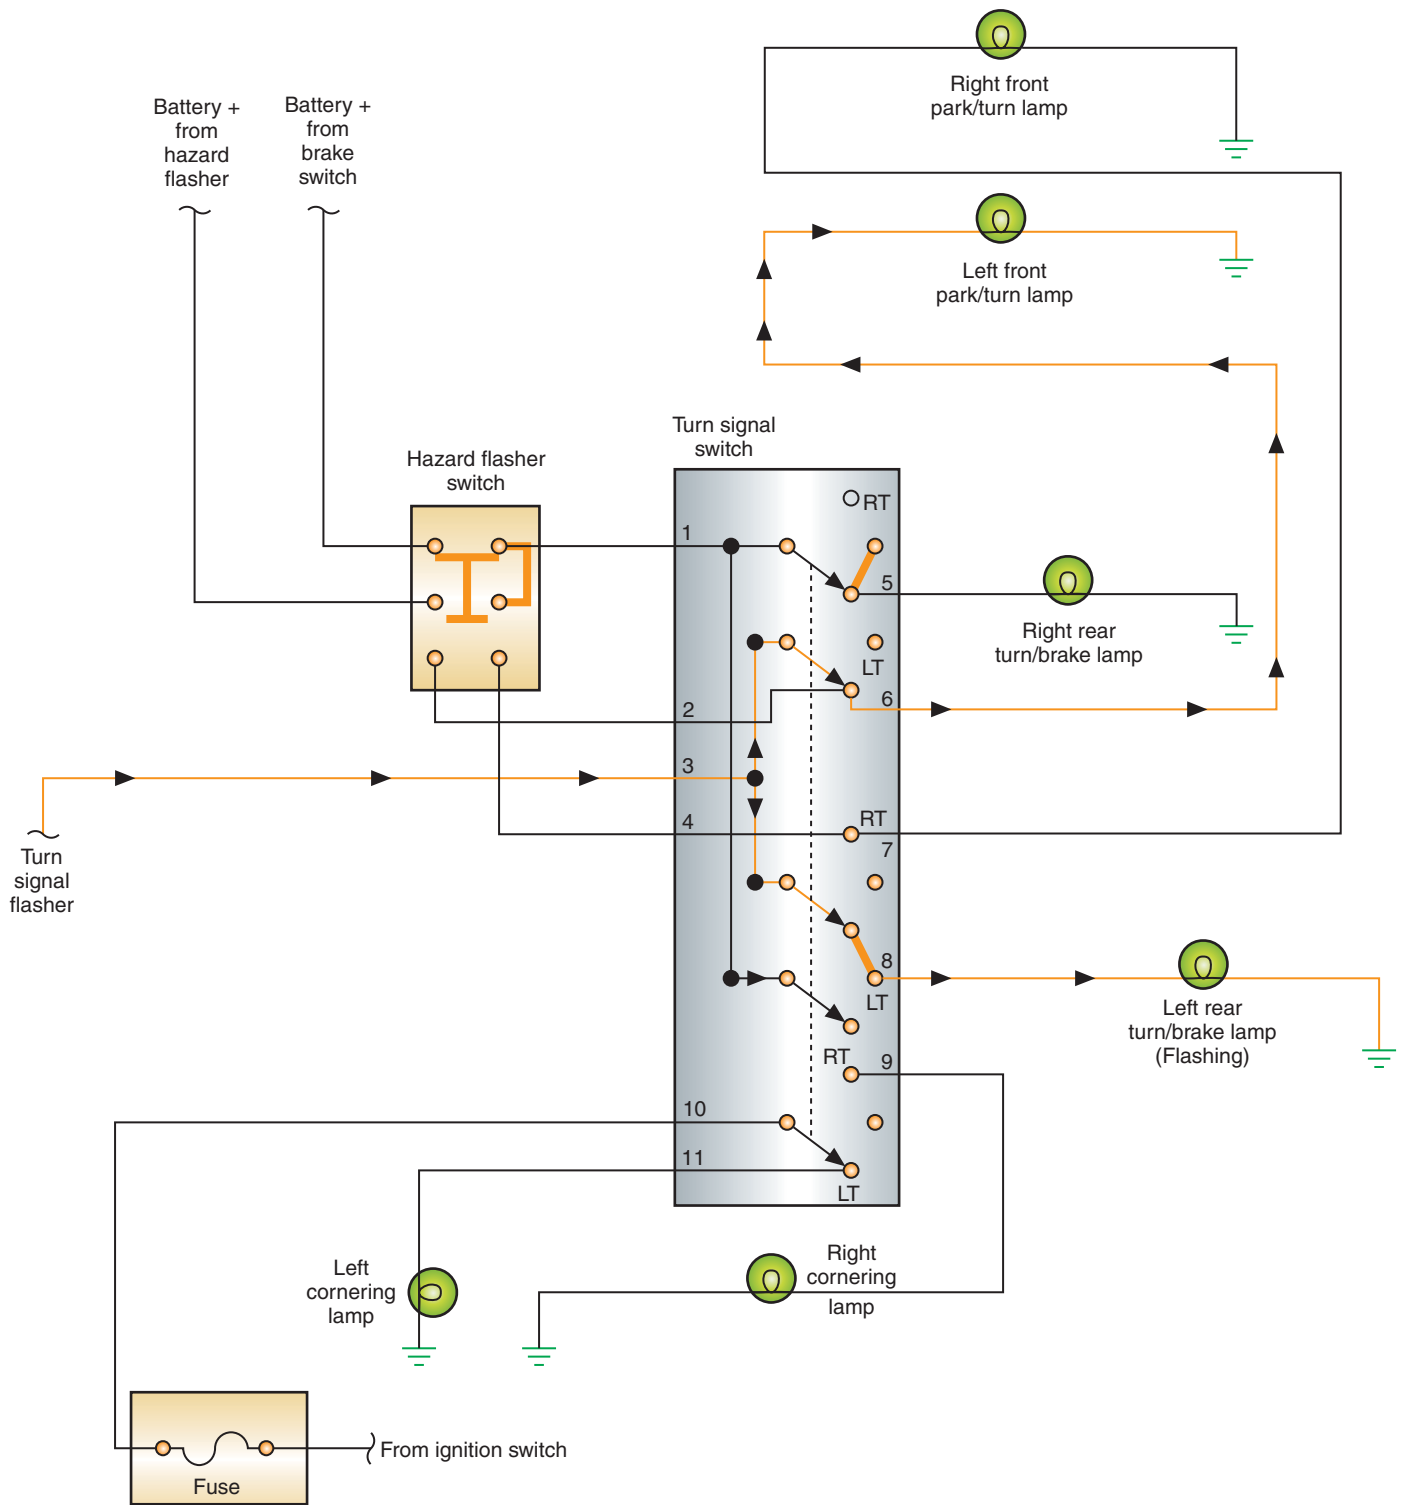 Right front
park/turn lamp
Battery +
from
hazard
flasher
Battery +
from
brake
switch
Left front
park/turn lamp
Turn signal
switch
Hazard flasher
switch
RT
1
5
Right rear
turn/brake lamp
LT
6
2
3
4
RT
7
Turn
signal
flasher
8
LT
Left rear
turn/brake lamp
(Flashing)
RT
9
10
11
LT
Left
cornering
lamp
Right
cornering
lamp
From ignition switch
Fuse